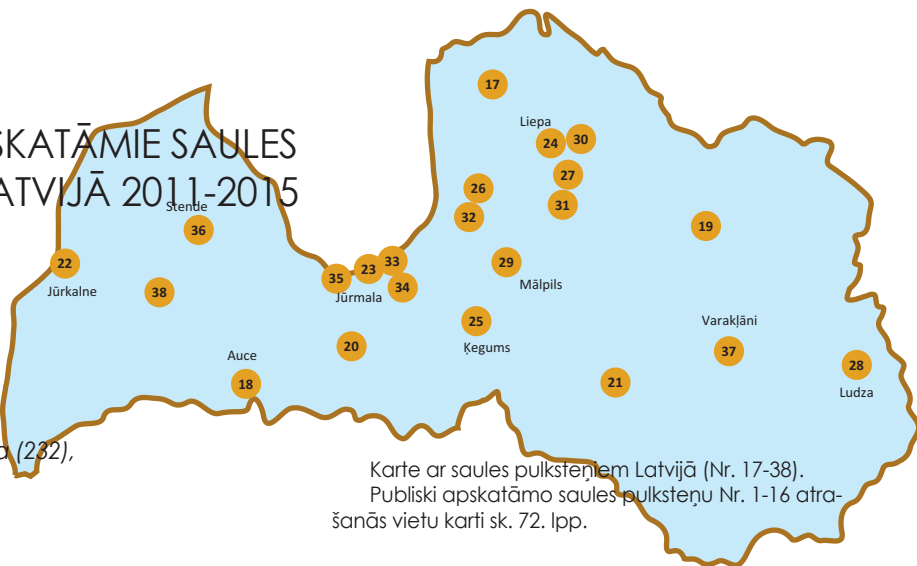 17
Liepa
24
30
SKATĀMIE SAULES
ATVIJĀ 2011-2015
27
26
31
32
Stende
36
19
22
Jūrkalne
38
35
23
33
34
Jūrmala
29
Mālpils
25
Ķegums
20
Varakļāni
37
Auce
18
21
28
Ludza
a (232),
Karte ar saules pulksteņiem Latvijā (Nr. 17-38).
Publiski apskatāmo saules pulksteņu Nr. 1-16 atra-
šanās vietu karti sk. 72. lpp.